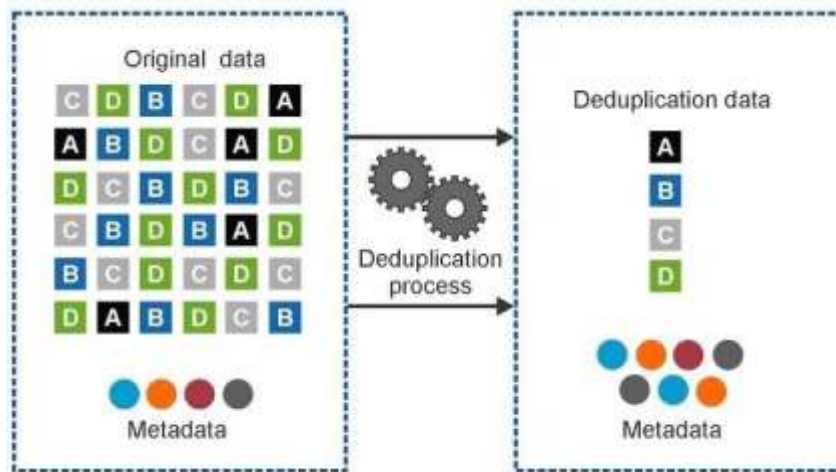 Original data
C D B C D A
A B D C A D
D C B D B C
C B D B A D
B C D C D C
D A B D C B
Metadata
Deduplication
process
Deduplication data
A
B
C
D
Metadata